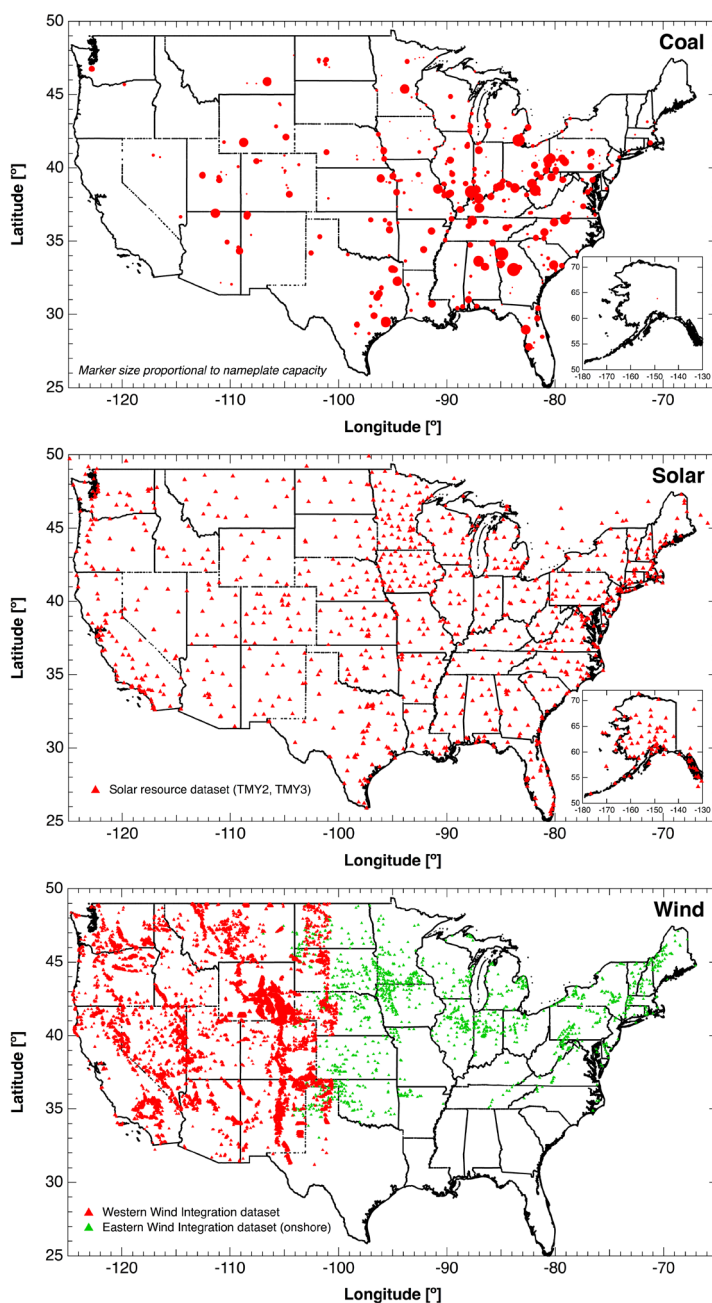 Coal
50
45
40
35
30
25
Latitude [º]
70
65
60
55
50
-180 -170 -160 -150 -140 -130
Marker size proportional to nameplate capacity
-120 -110 -100 -90 -80 -70
Longitude [º]
Solar
50
45
40
35
30
25
Latitude [º]
70
65
60
55
50
-180 -170 -160 -150 -140 -130
Solar resource dataset (TMY2, TMY3)
-120 -110 -100 -90 -80 -70
Longitude [º]
Wind
50
45
40
35
30
25
Latitude [º]
Western Wind Integration dataset
Eastern Wind Integration dataset (onshore)
-120 -110 -100 -90 -80 -70
Longitude [º]